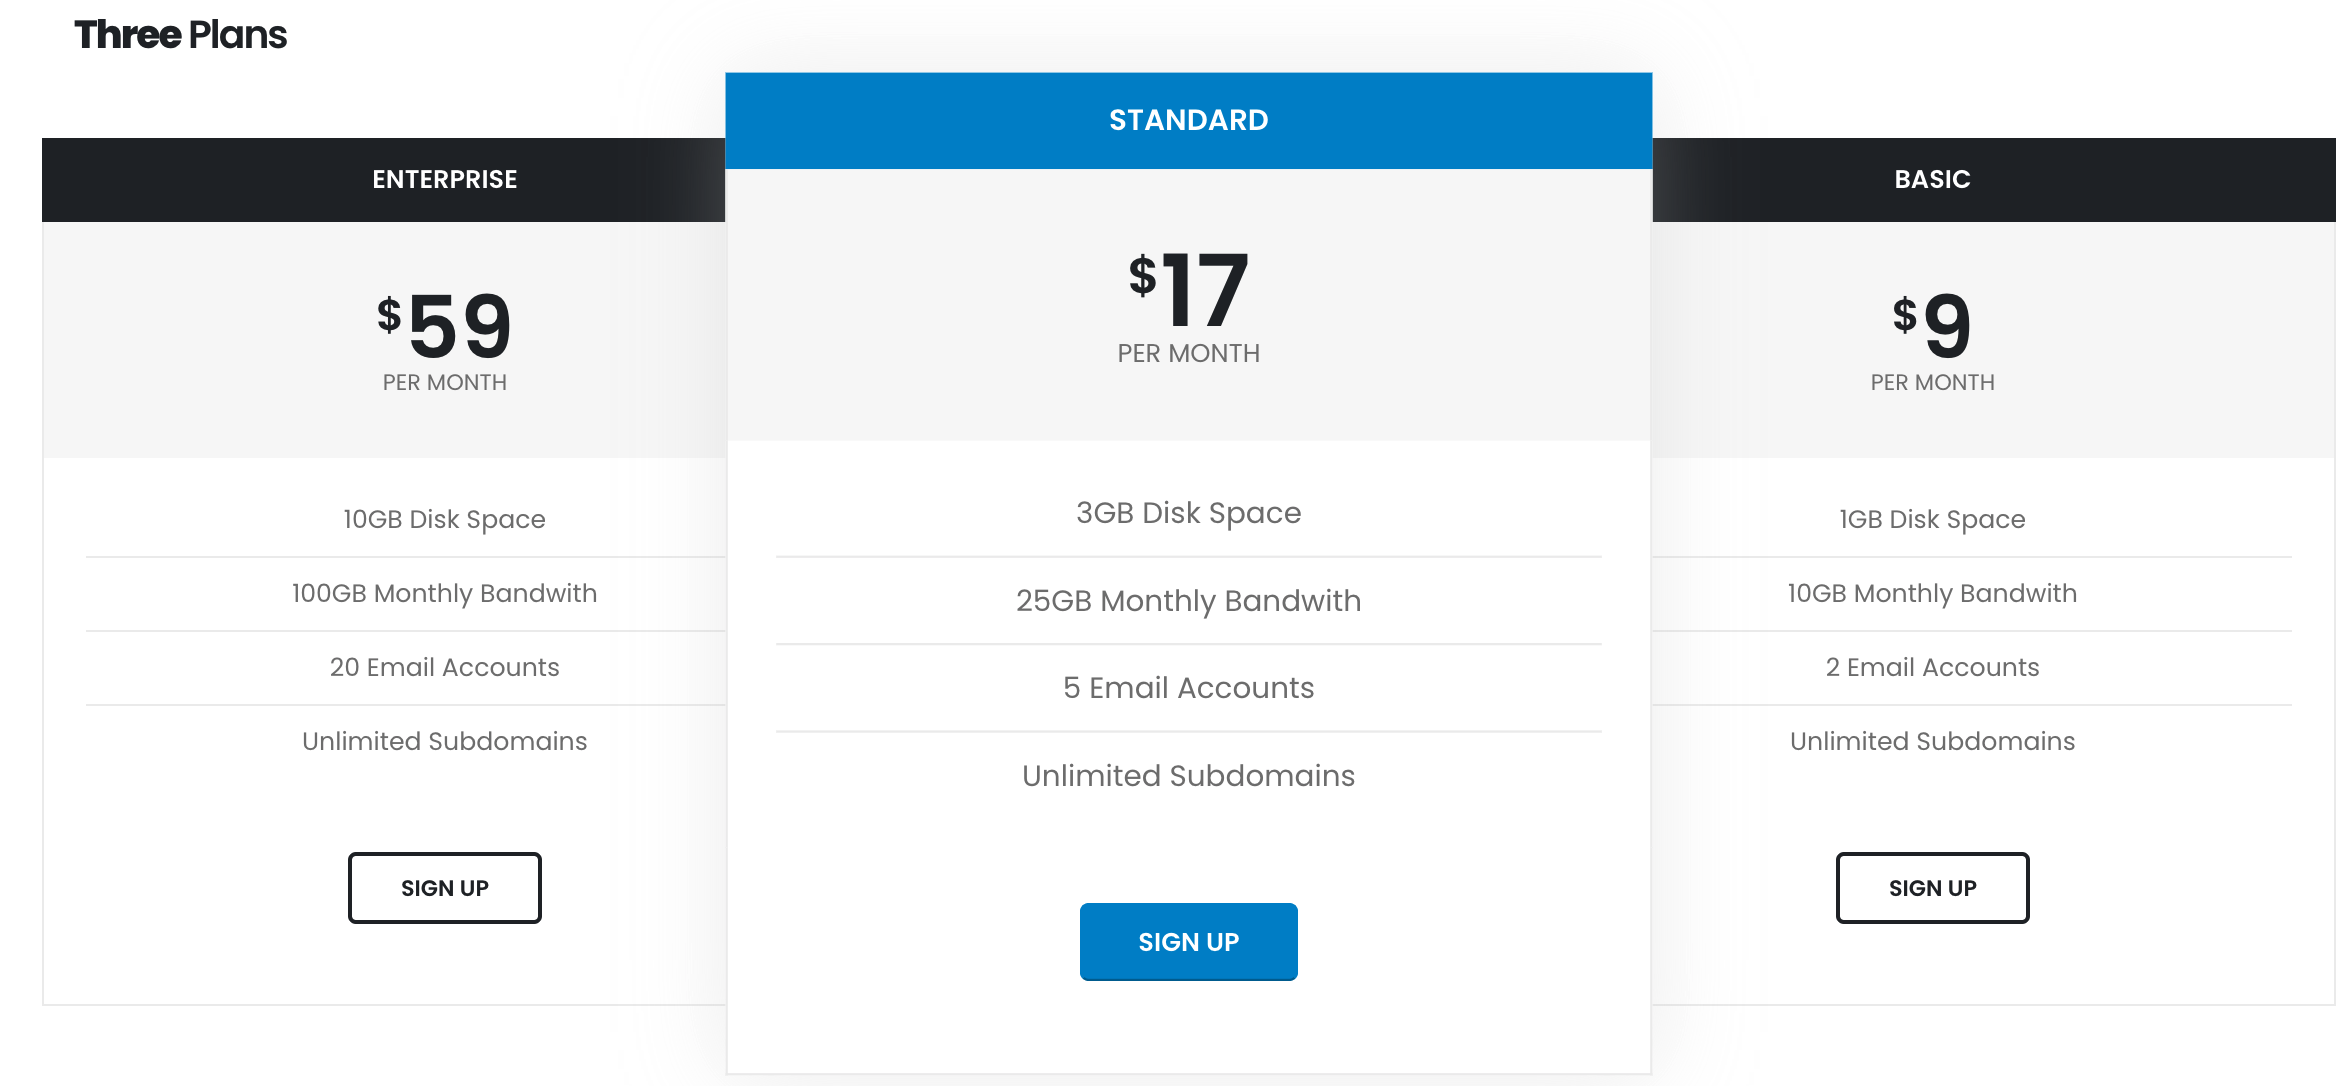 Three Plans
ENTERPRISE
$59
PER MONTH
10GB Disk Space
100GB Monthly Bandwith
20 Email Accounts
Unlimited Subdomains
SIGN UP
STANDARD
$17
PER MONTH
3GB Disk Space
25GB Monthly Bandwith
5 Email Accounts
Unlimited Subdomains
SIGN UP
BASIC
$9
PER MONTH
1GB Disk Space
10GB Monthly Bandwith
2 Email Accounts
Unlimited Subdomains
SIGN UP